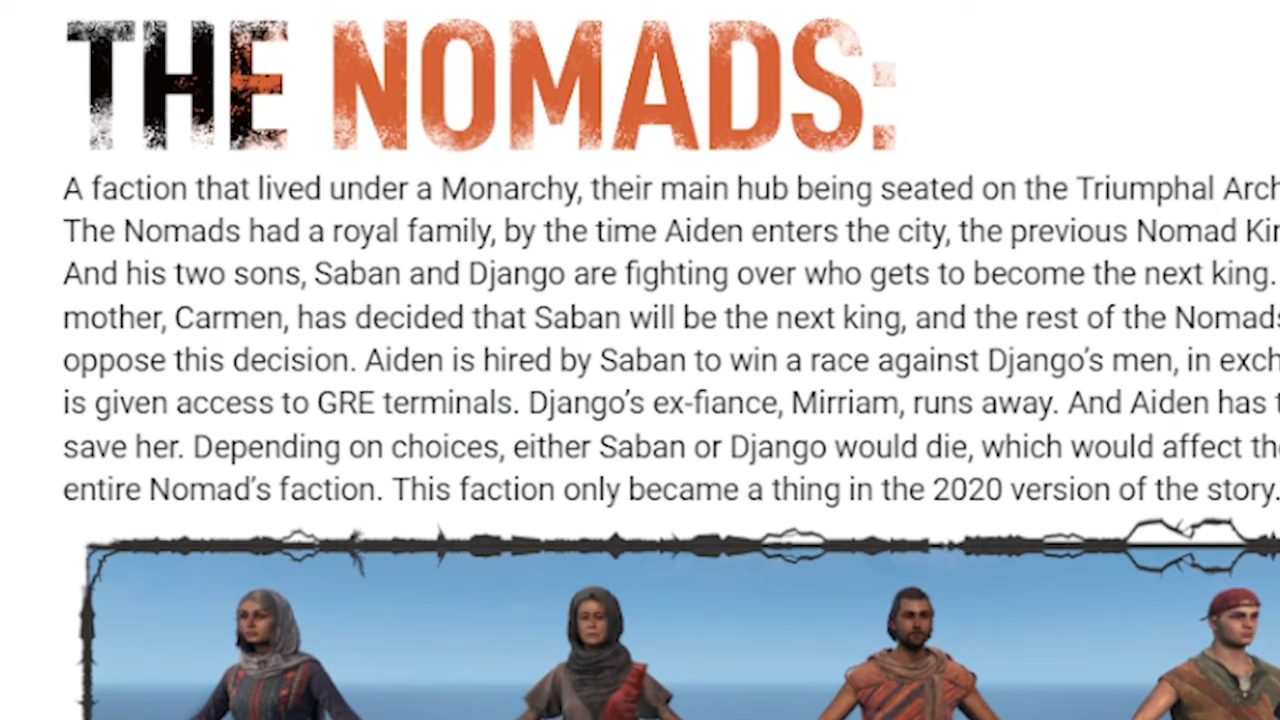 THE NOMADS:
A faction that lived under a Monarchy, their main hub being seated on the Triumphal Arch
The Nomads had a royal family, by the time Aiden enters the city, the previous Nomad
And his two sons, Saban and Django are fighting over who gets to become the next king.
mother, Carmen, has decided that Saban will be the next king, and the rest of the Nomads
oppose this decision. Aiden is hired by Saban to win a race against Django's men, in
is given access to GRE terminals. Django's ex-fiance, Mirriam, runs away. And Aiden has
save her. Depending on choices, either Saban or Django would die, which would affect
entire Nomad's faction. This faction only became a thing in the 2020 version of the story.